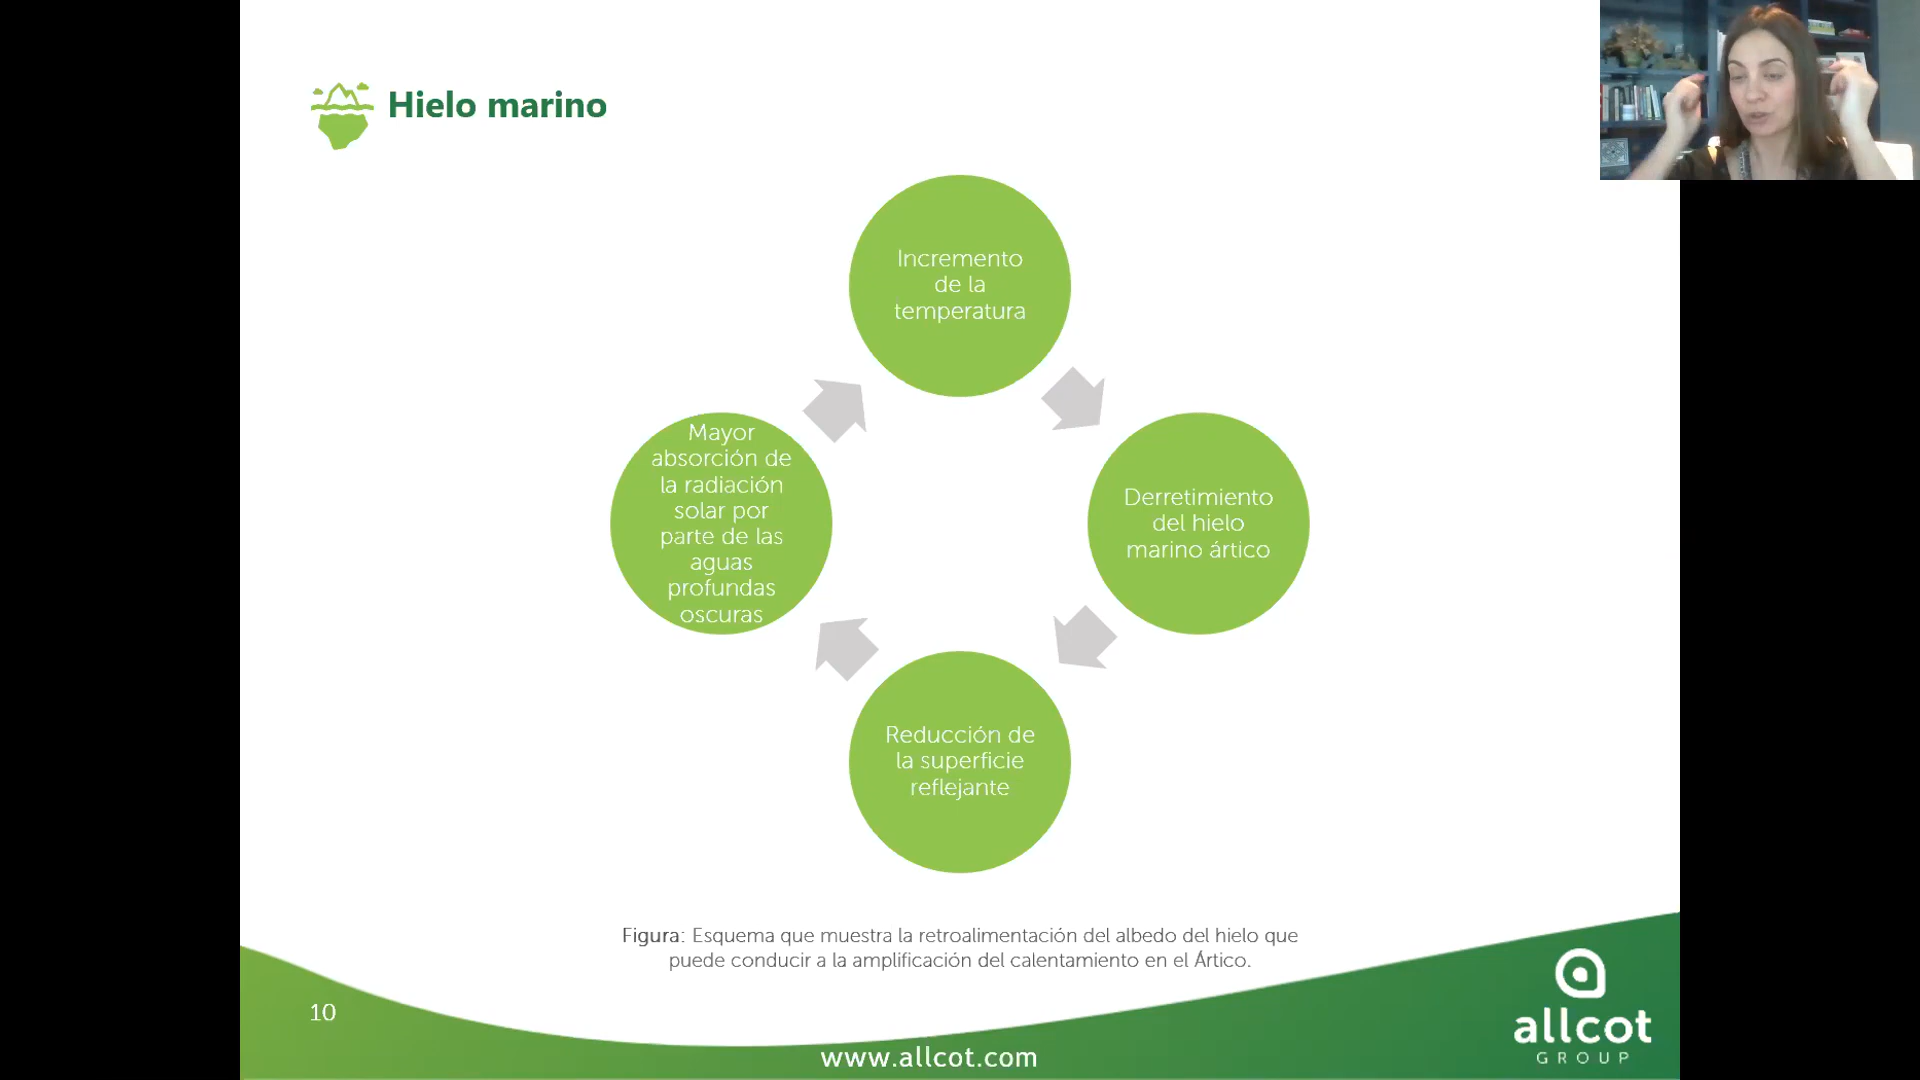 Hielo marino
Incremento
de la
temperatura
Derretimiento
del hielo
marino ártico
Reducción de
la superficie
reflejante
Mayor
absorción de
la radiación
solar por
parte de las
aguas
profundas
oscuras
Figura: Esquema que muestra la retroalimentación del albedo del hielo que
puede conducir a la amplificación del calentamiento en el Ártico.
10
www.allcot.com
allcot
GROUP